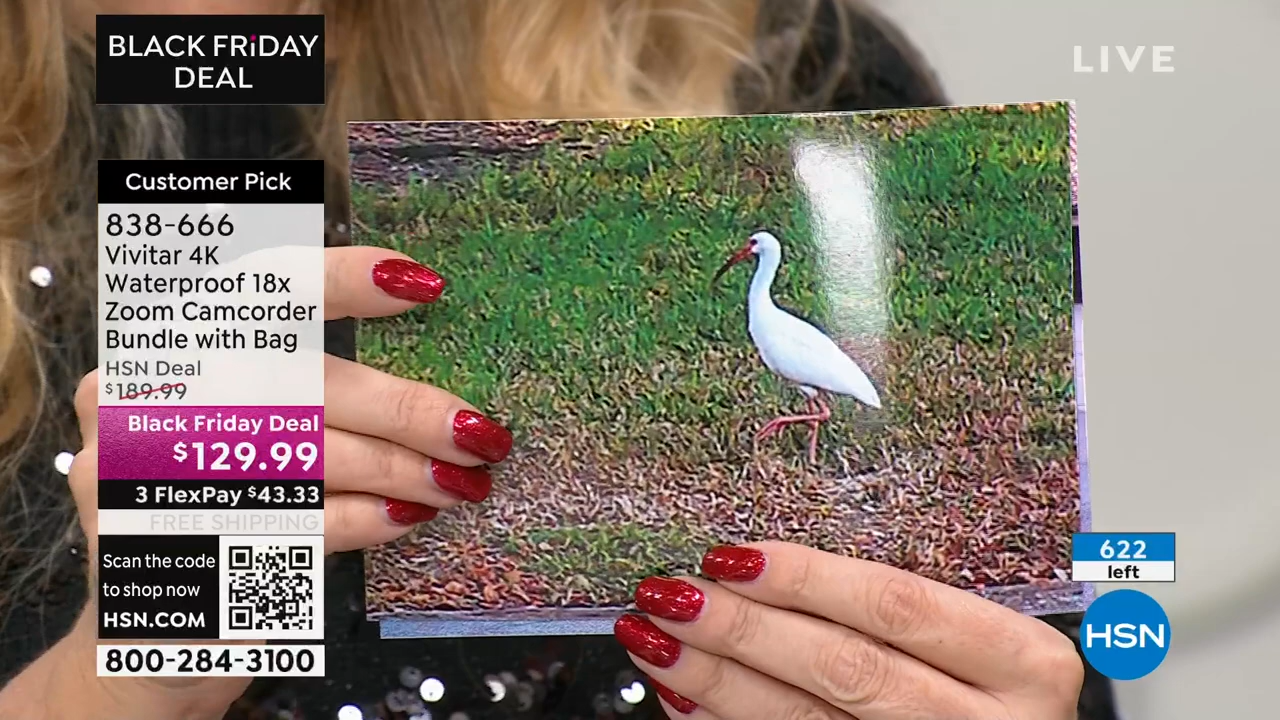 BLACK FRiDAY
DEAL
LIVE
Customer Pick
838-666
Vivitar 4K
Waterproof 18x
Zoom Camcorder
Bundle with Bag
HSN Deal
$189.99
Black Friday Deal
$129.99
3 FlexPay $43.33
FREE SHIPPING
Scan the code
to shop now
HSN.COM
800-284-3100
622
left
HSN